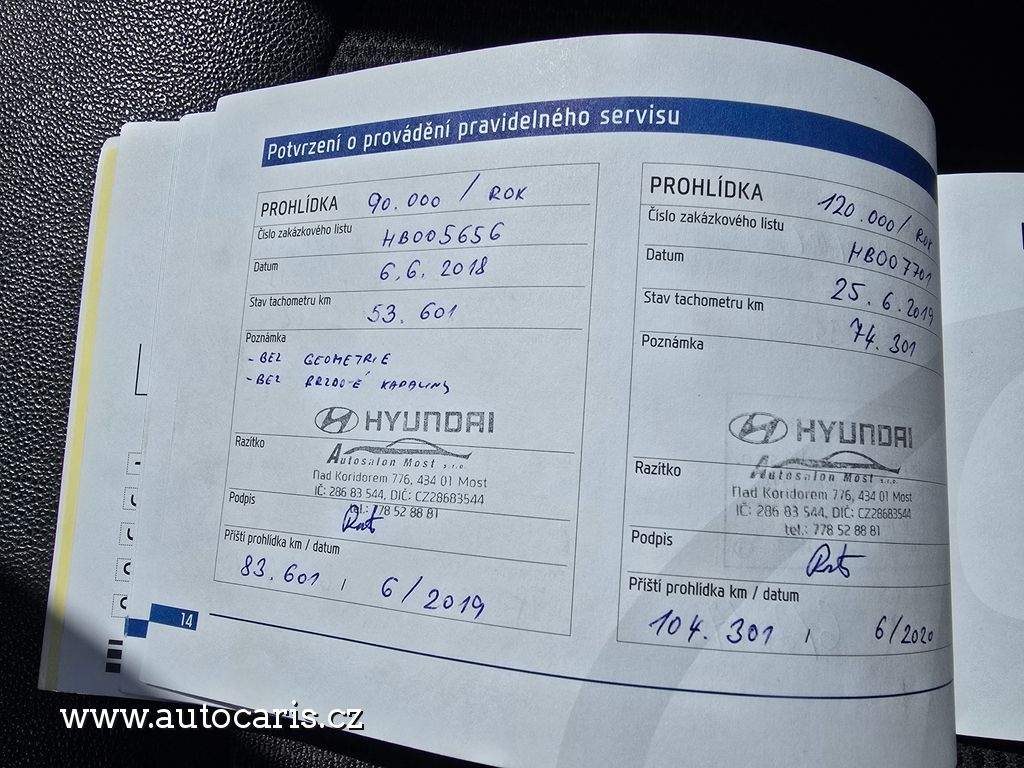 Potvrzení o provádění pravidelného servisu
PROHLÍDKA 90.000 / ROK
Číslo zakázkového listu HB005656
Datum 6.6.2018
Stav tachometru km 53.601
Poznámka
- BEZ GEOMETRIE
- BEZ BRZDOVÉ KAPALINY
HYUNDAI
Razítko
Autosalon Most s.r.o.
Nad Koridorem 776, 434 01 Most
IČ: 286 83 544, DIČ: CZ28683544
Podpis
tel.: 778 52 88 81
Příští prohlídka km / datum
83.601 / 6/2019
14
PROHLÍDKA 120.000/ ROK
Číslo zakázkového listu HB007701
Datum 25.6.2019
Stav tachometru km 74.301
Poznámka
HYUNDAI
Razítko
Autosalon Most s.r.o.
Nad Koridorem 776, 434 01 Most
IČ: 286 83 544, DIČ: CZ28683544
tel.: 778 52 88 81
Podpis
Příští prohlídka km / datum
104.301 / 6/2020
www.autocaris.cz